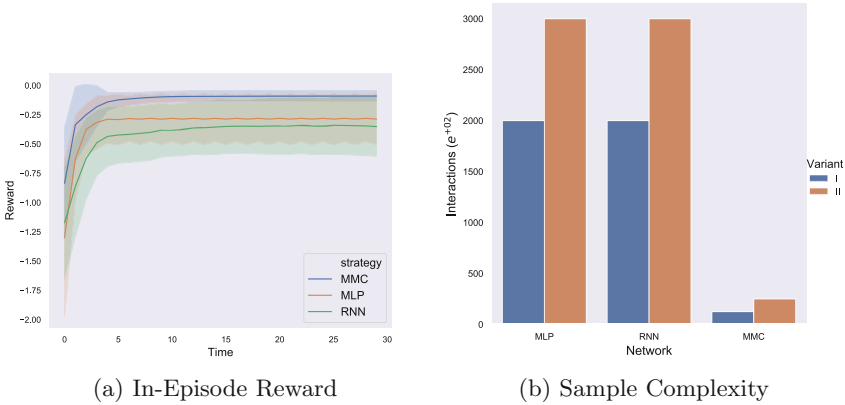 0.00
−0.25
−0.50
−0.75
−1.00
−1.25
−1.50
−1.75
−2.00
Reward
0
5
10
15
20
25
30
Time
strategy
MMC
MLP
RNN
(a) In-Episode Reward
3000
2500
2000
1500
1000
500
0
Interactions (e⁺⁰²)
MLP
RNN
MMC
Network
Variant
I
II
(b) Sample Complexity